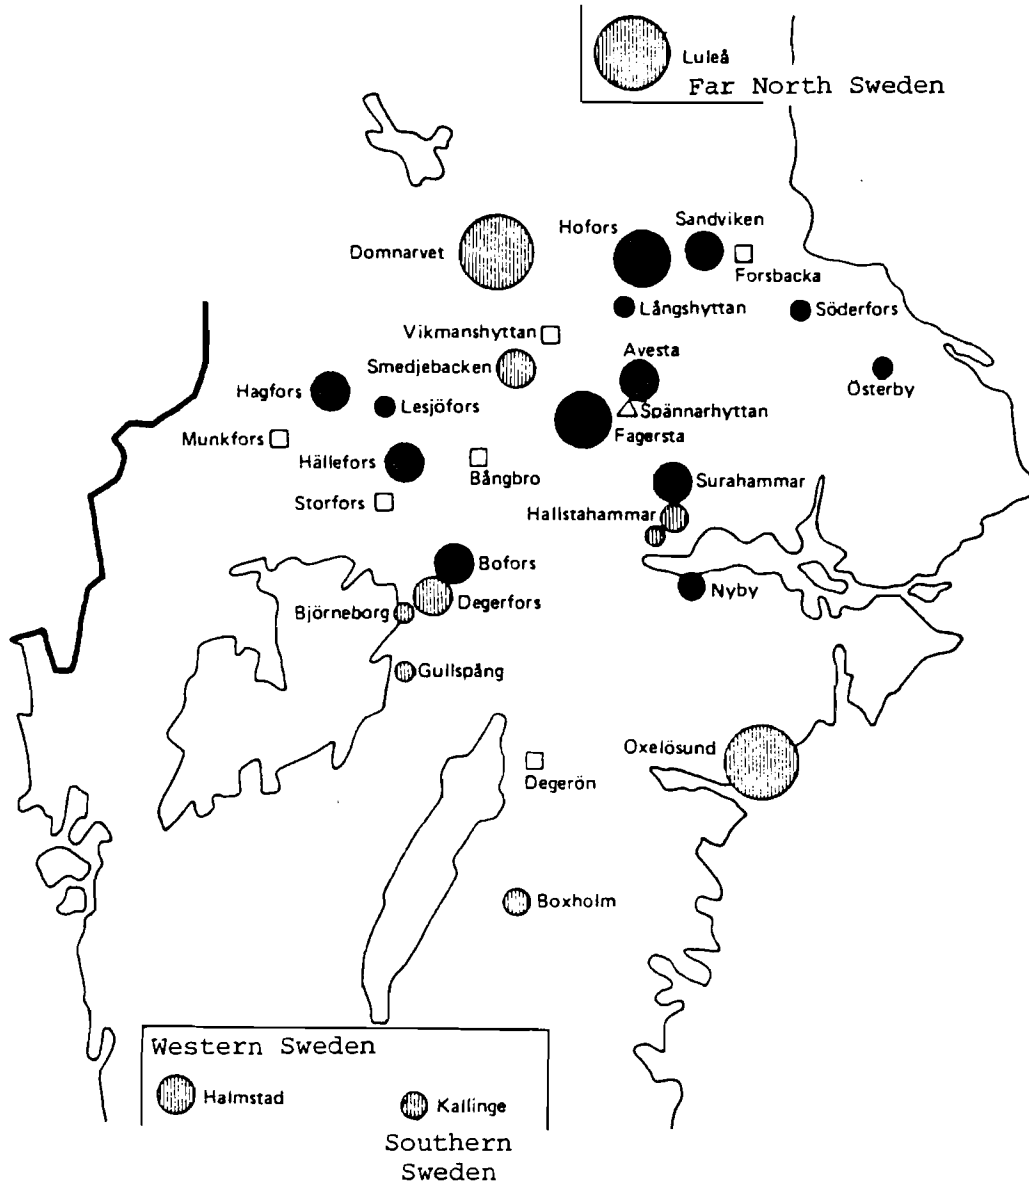 Luleå
Far North Sweden
Sandviken
Hofors
Domnarvet
Forsbacka
Långshyttan
Söderfors
Vikmanshyttan
Avesta
Smedjebacken
Österby
Hagfors
Lesjöfors
Spännarhyttan
Fagersta
Munkfors
Hällefors
Bångbro
Surahammar
Storfors
Hallstahammar
Bofors
Nyby
Degerfors
Björneborg
Gullspång
Oxelösund
Degerön
Boxholm
Western Sweden
Halmstad
Kallinge
Southern
Sweden